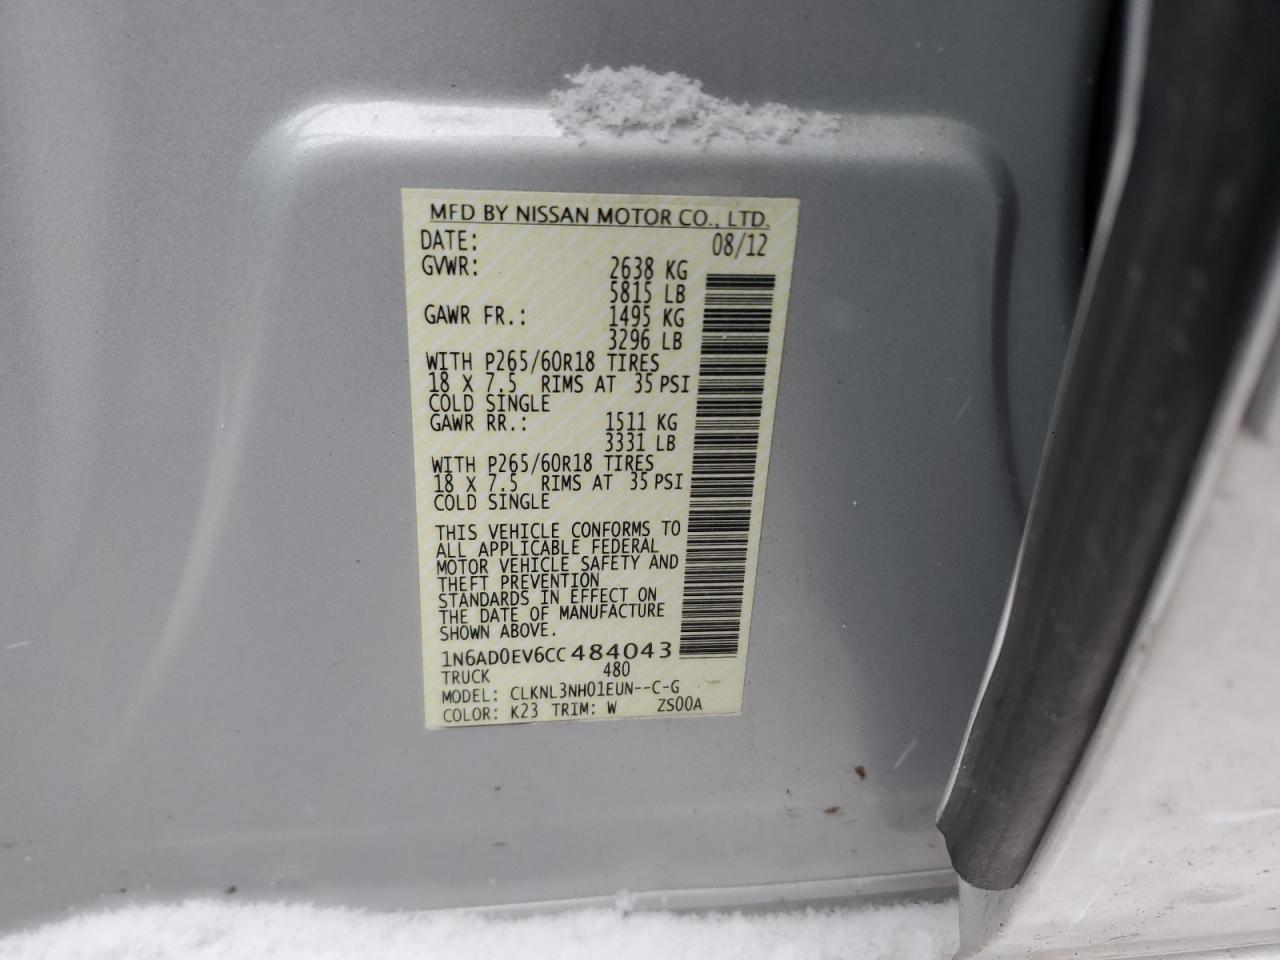 MFD BY NISSAN MOTOR CO., LTD.
DATE: 08/12
GVWR: 2638 KG
5815 LB
GAWR FR.: 1495 KG
3296 LB
WITH P265/60R18 TIRES
18 X 7.5 RIMS AT 35 PSI
COLD SINGLE
GAWR RR.: 1511 KG
3331 LB
WITH P265/60R18 TIRES
18 X 7.5 RIMS AT 35 PSI
COLD SINGLE
THIS VEHICLE CONFORMS TO
ALL APPLICABLE FEDERAL
MOTOR VEHICLE SAFETY AND
THEFT PREVENTION
STANDARDS IN EFFECT ON
THE DATE OF MANUFACTURE
SHOWN ABOVE.
1N6AD0EV6CC484043
TRUCK 480
MODEL: CLKNL3NH01EUN--C-G
COLOR: K23 TRIM: W ZS00A